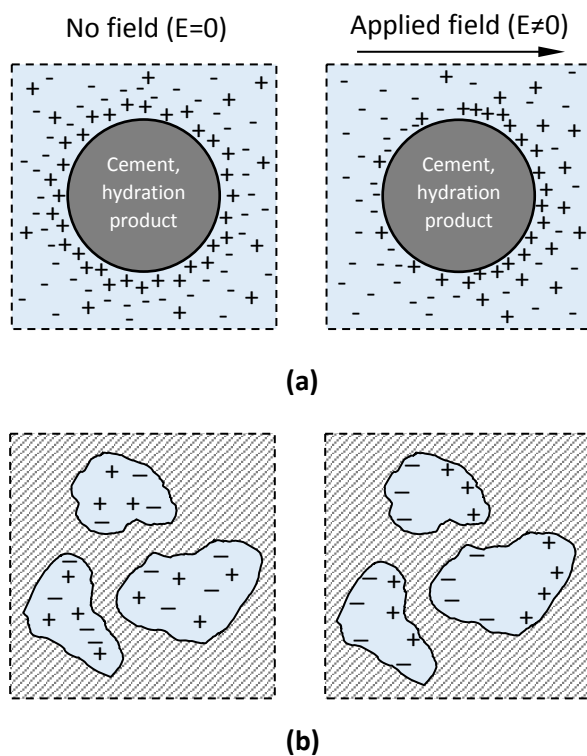 No field (E=0)
Applied field (E≠0)
Cement,
hydration
product
Cement,
hydration
product
(a)
(b)